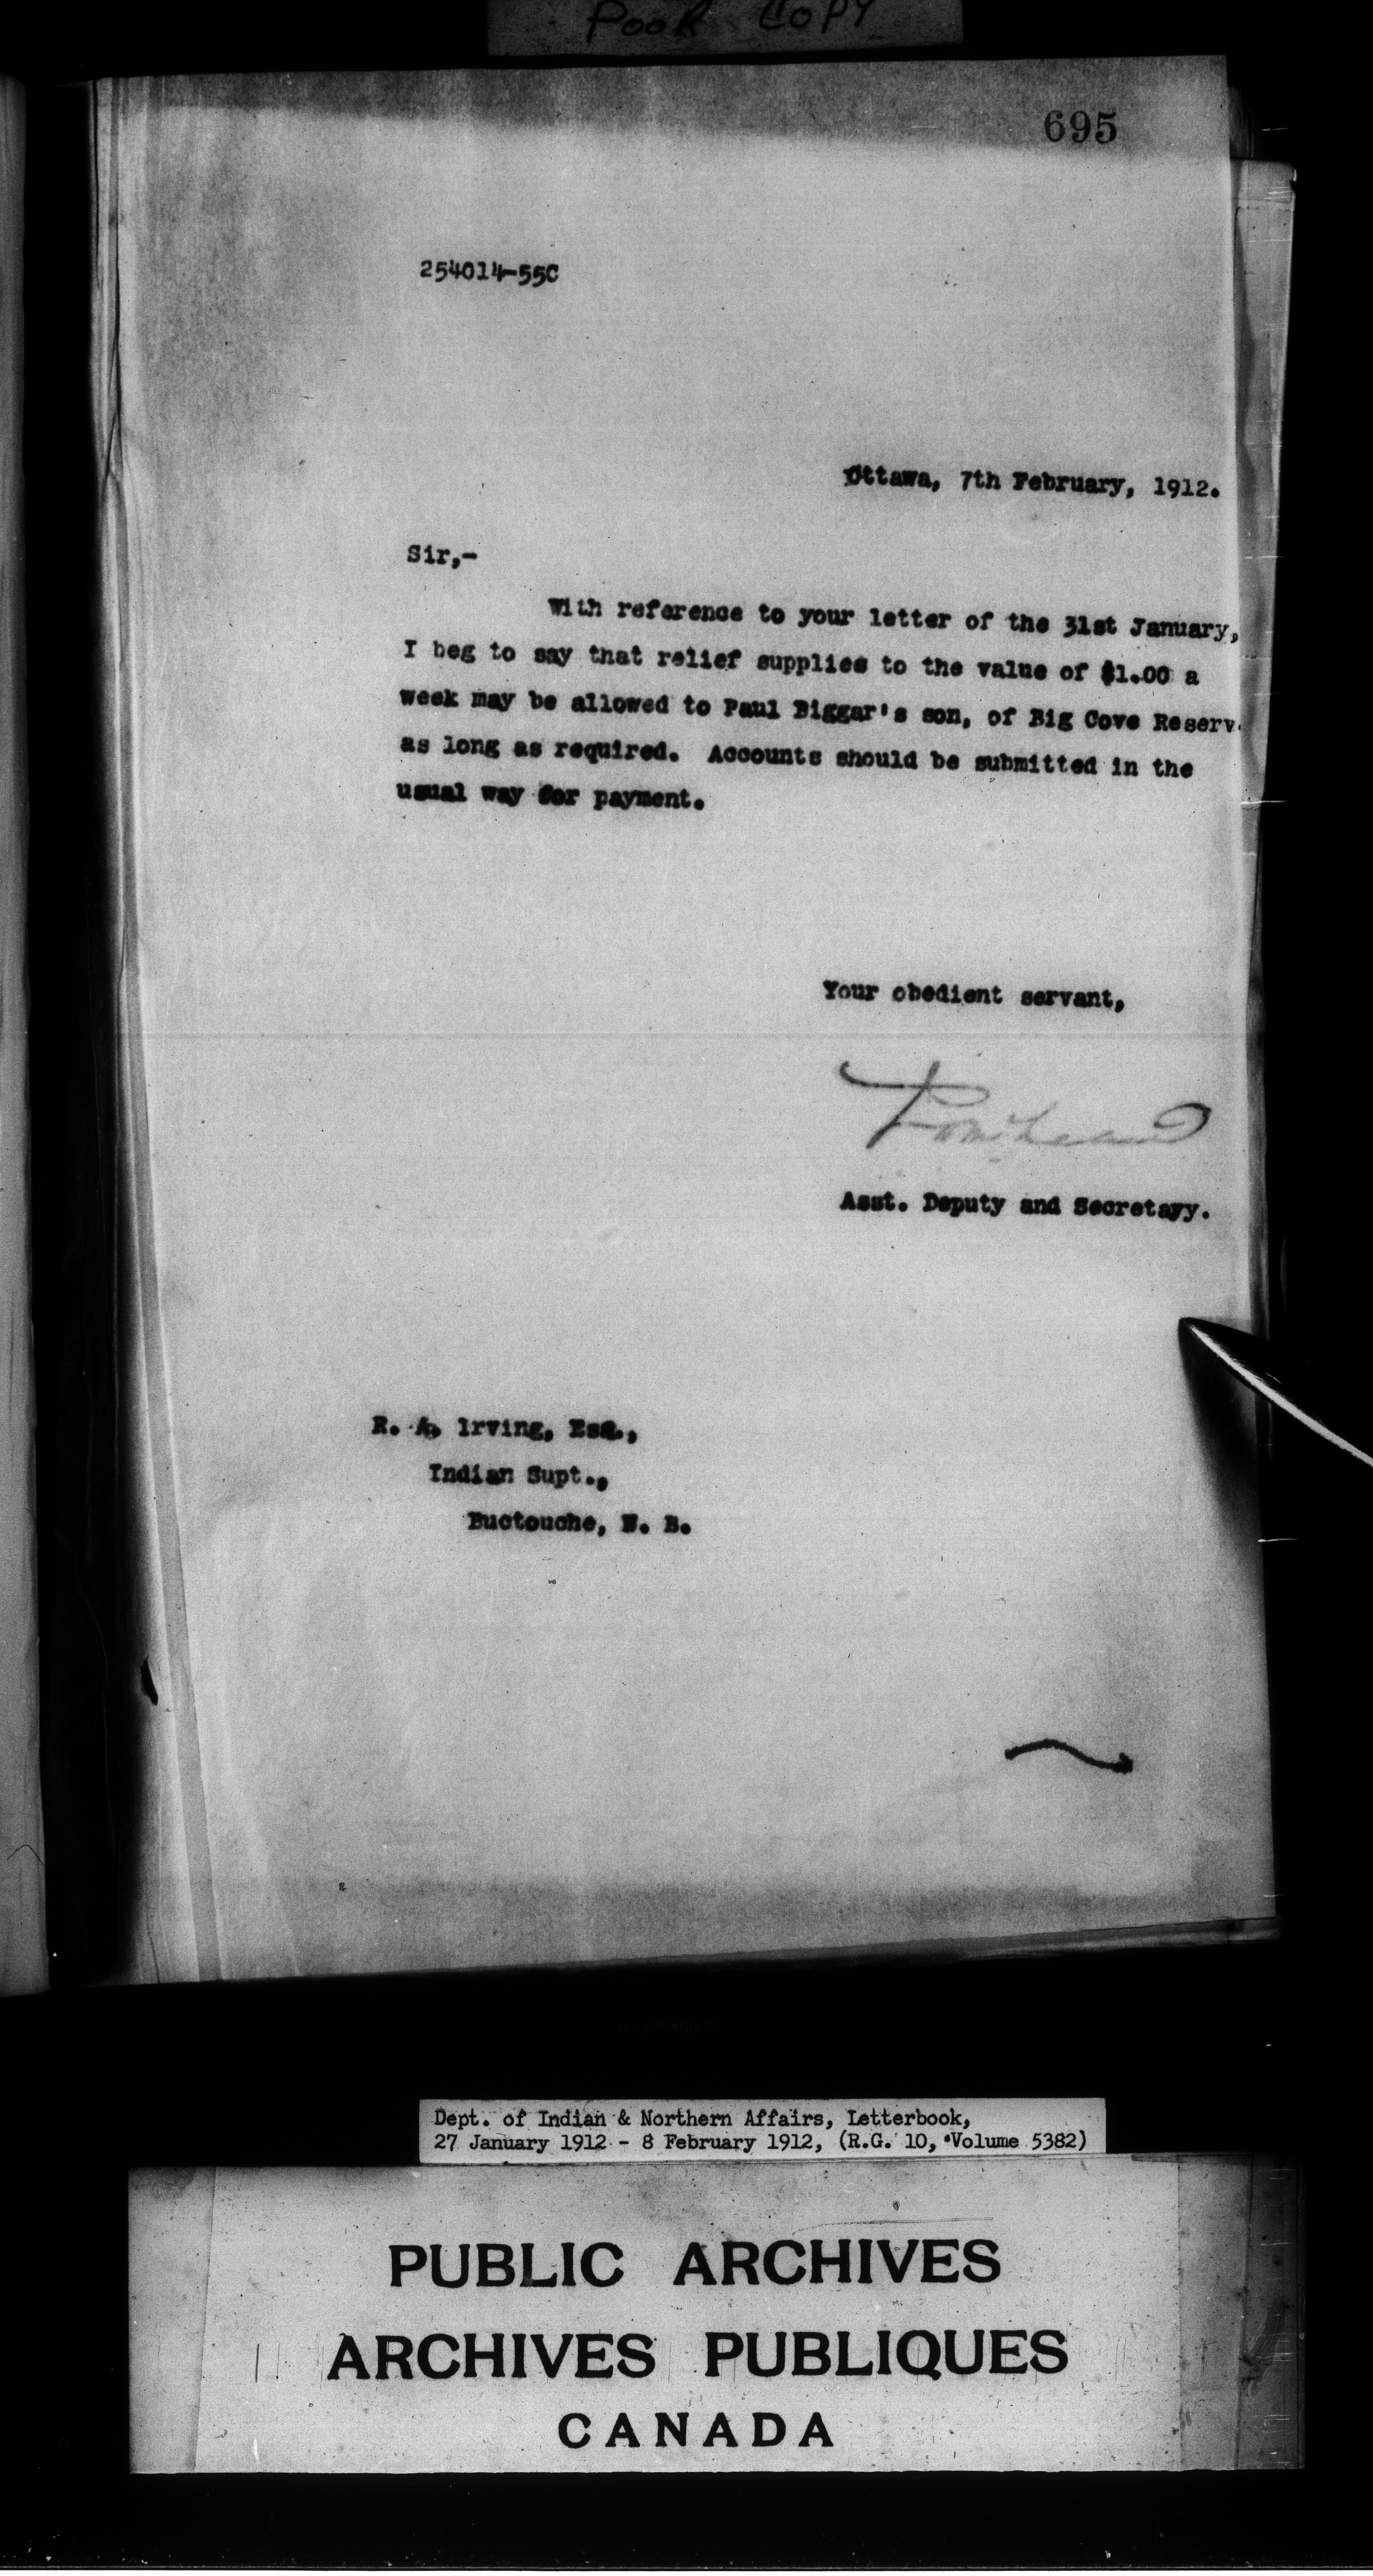 POOR COPY
695
254014-55C
Ottawa, 7th February, 1912.
Sir,-
With reference to your letter of the 31st January,
I beg to say that relief supplies to the value of $1.00 a
week may be allowed to Paul Biggar's son, of Big Cove Reserv
as long as required. Accounts should be submitted in the
usual way for payment.
Your obedient servant,
Asst. Deputy and Secretayy.
R. A. Irving, Esq.,
Indian Supt.,
Buctouche, N. B.
Dept. of Indian & Northern Affairs, Letterbook,
27 January 1912 - 8 February 1912, (R.G. 10, Volume 5382)
PUBLIC ARCHIVES
ARCHIVES PUBLIQUES
CANADA